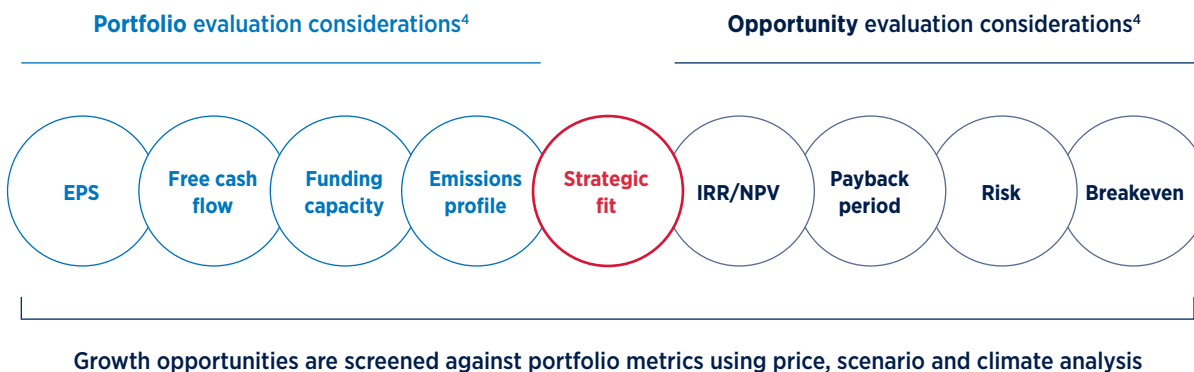 Portfolio evaluation considerations⁴
Opportunity evaluation considerations⁴
EPS
Free cash
flow
Funding
capacity
Emissions
profile
Strategic
fit
IRR/NPV
Payback
period
Risk
Breakeven
Growth opportunities are screened against portfolio metrics using price, scenario and climate analysis